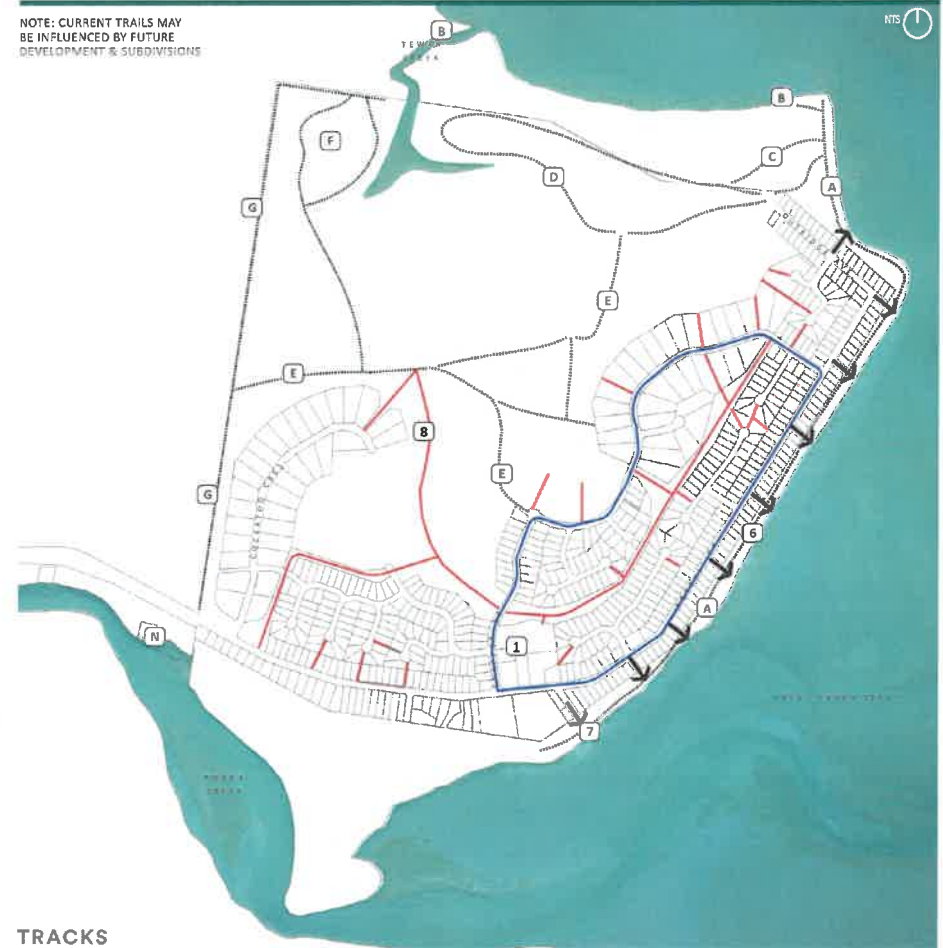 NOTE: CURRENT TRAILS MAY
BE INFLUENCED BY FUTURE
DEVELOPMENT & SUBDIVISIONS
NTS
B
B
F
C
D
A
G
E
E
8
E
G
6
A
N
1
7
TRACKS